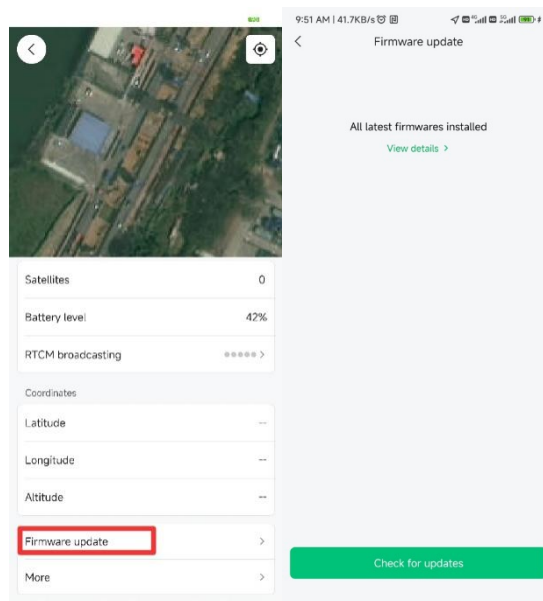 Satellites 0
Battery level 42%
RTCM broadcasting
Coordinates
Latitude --
Longitude --
Altitude --
Firmware update
More
9:51 AM | 41.7KB/s
Firmware update
All latest firmwares installed
View details
Check for updates